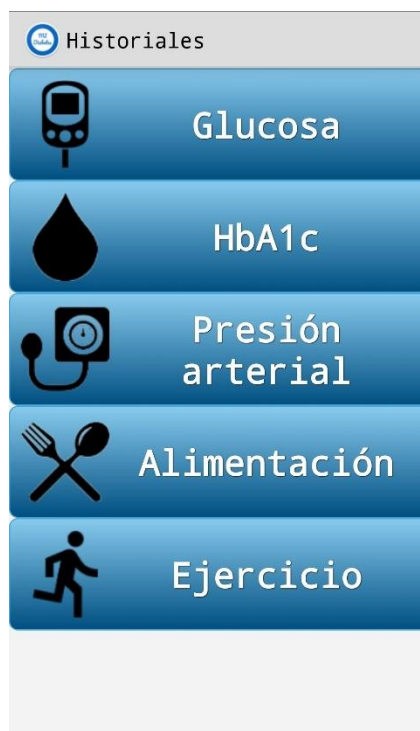 Historiales
Glucosa
HbA1c
Presión
arterial
Alimentación
Ejercicio